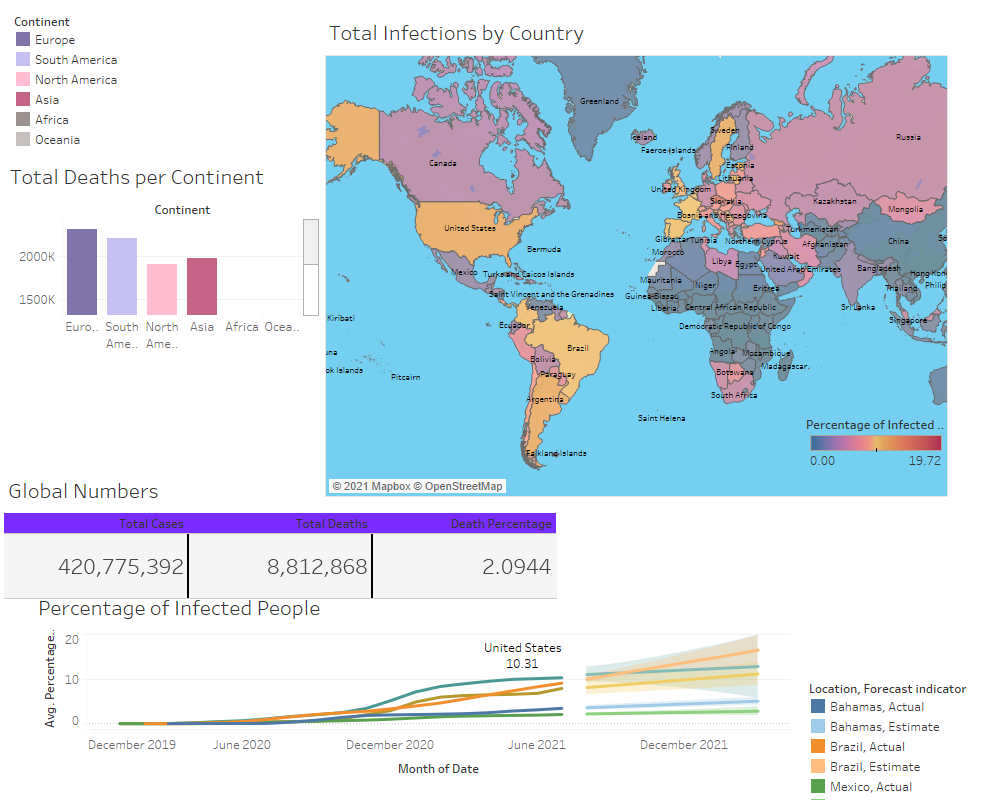 Continent
Europe
South America
North America
Asia
Africa
Oceania
Total Deaths per Continent
Continent
2000K
1500K
Euro.. South Ame.. North Ame.. Asia Africa Ocea..
Total Infections by Country
Greenland
Iceland
Faeroe Islands
Sweden
Finland
Estonia
Lithuania
Russia
Canada
United Kingdom
Slovakia
Kazakhstan
Mongolia
Bosnia and Herzegovina
United States
Gibraltar
Tunisia
Northern Cyprus
Turkmenistan
Afghanistan
China
Bermuda
Morocco
Libya
Egypt
Kuwait
United Arab Emirates
Bangladesh
Hong Kon
Mexico
Turks and Caicos Islands
Mauritania
Niger
Eritrea
Thailand
Philip
Saint Vincent and the Grenadines
Guinea-Bissau
Venezuela
Liberia
Central African Republic
Sri Lanka
Kiribati
Ecuador
Democratic Republic of Congo
Singapore
una
Brazil
Angola
Mozambique
ok Islands
Bolivia
Madagascar
Pitcairn
Paraguay
Botswana
Argentina
South Africa
Saint Helena
Falkland Islands
Percentage of Infected ..
0.00 19.72
© 2021 Mapbox © OpenStreetMap
Global Numbers
Total Cases Total Deaths Death Percentage
420,775,392 8,812,868 2.0944
Percentage of Infected People
Avg. Percentage..
20
10
0
United States
10.31
December 2019 June 2020 December 2020 June 2021 December 2021
Month of Date
Location, Forecast indicator
Bahamas, Actual
Bahamas, Estimate
Brazil, Actual
Brazil, Estimate
Mexico, Actual